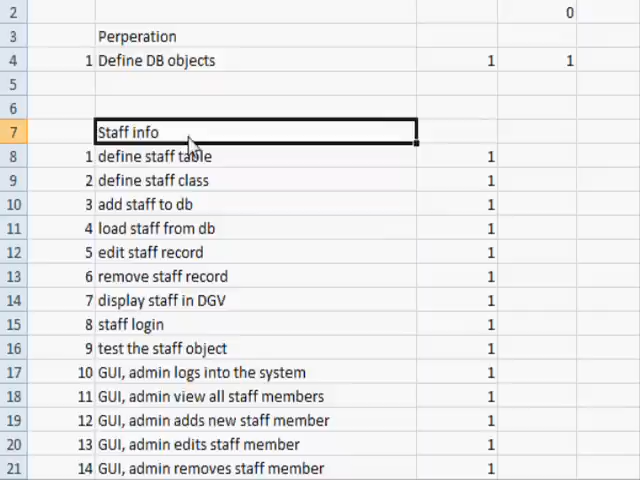 2 0
3 Perperation
4 1 Define DB objects 1 1
5
6
7 Staff info
8 1 define staff table 1
9 2 define staff class 1
10 3 add staff to db 1
11 4 load staff from db 1
12 5 edit staff record 1
13 6 remove staff record 1
14 7 display staff in DGV 1
15 8 staff login 1
16 9 test the staff object 1
17 10 GUI, admin logs into the system 1
18 11 GUI, admin view all staff members 1
19 12 GUI, admin adds new staff member 1
20 13 GUI, admin edits staff member 1
21 14 GUI, admin removes staff member 1